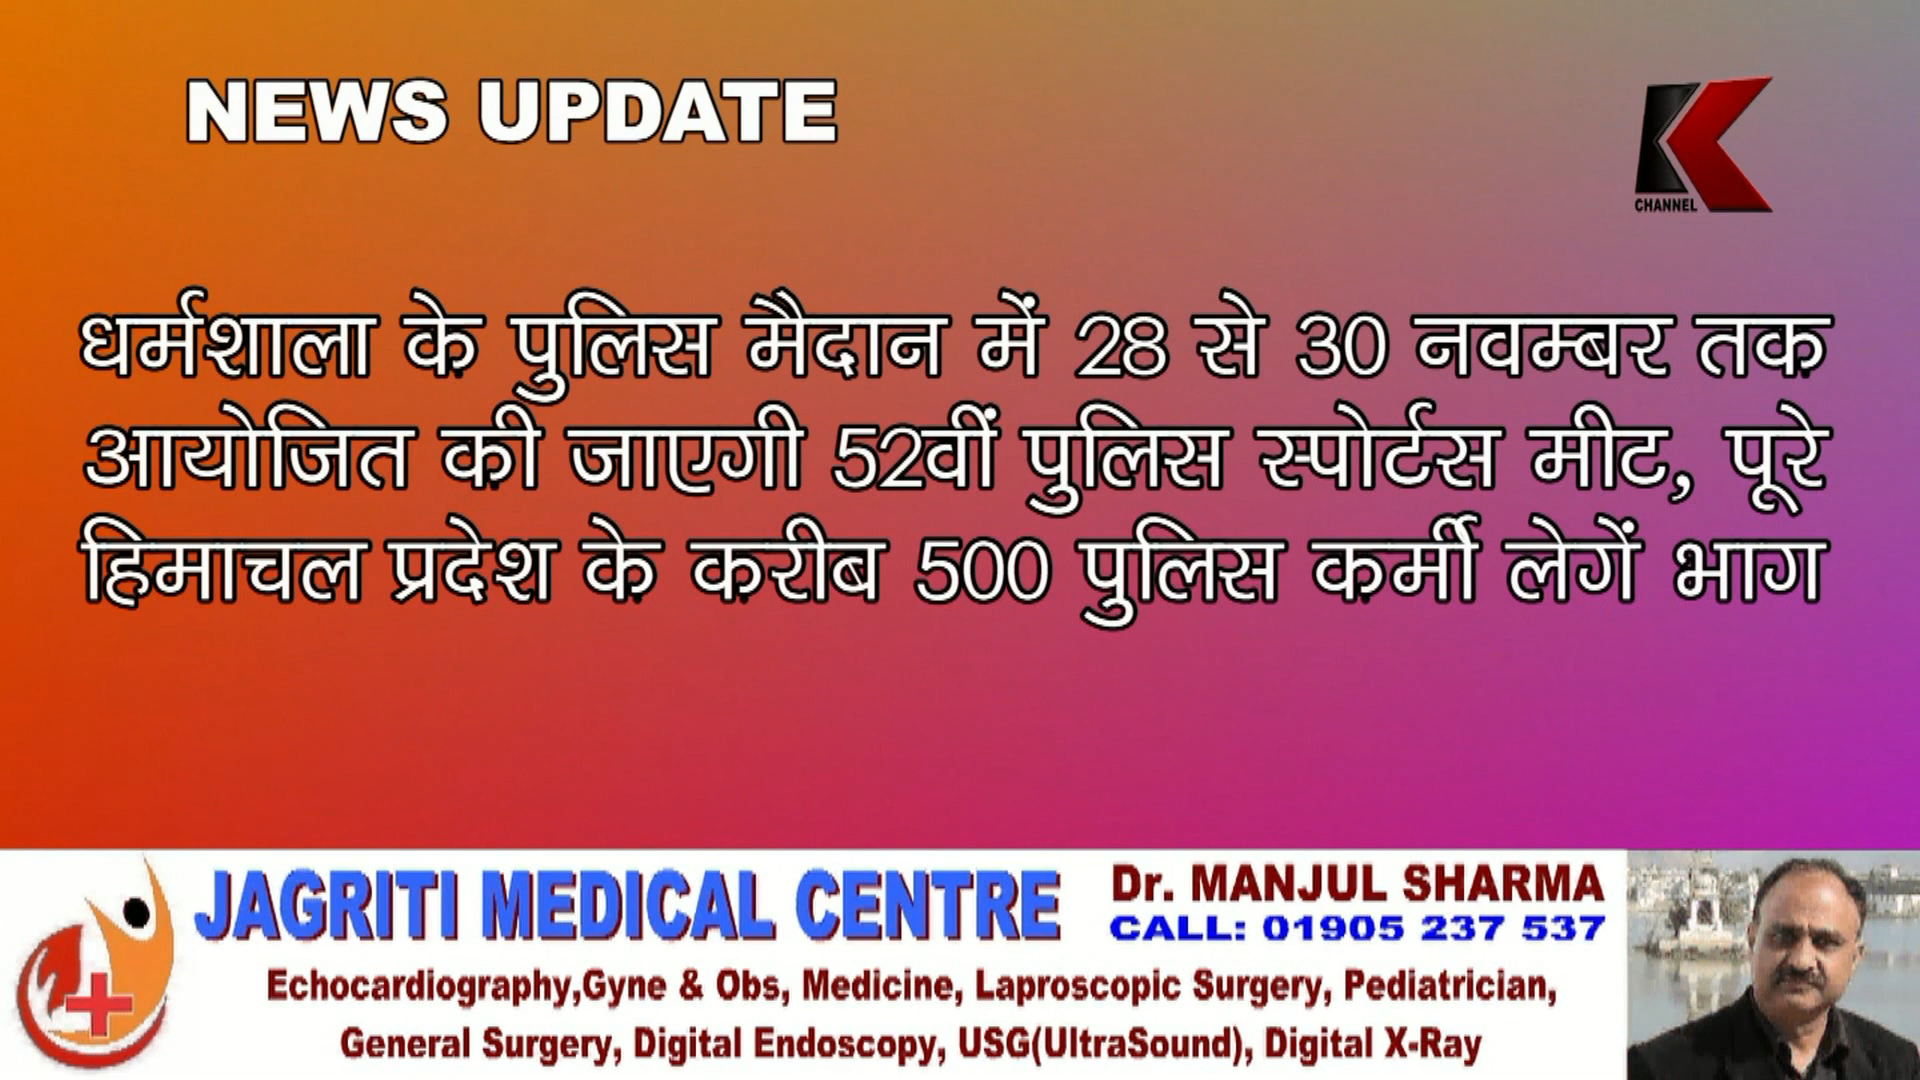 NEWS UPDATE
CHANNEL
धर्मशाला के पुलिस मैदान में 28 से 30 नवम्बर तक
आयोजित की जाएगी 52वीं पुलिस स्पोर्टस मीट, पूरे
हिमाचल प्रदेश के करीब 500 पुलिस कर्मी लेगें भाग
JAGRITI MEDICAL CENTRE
Dr. MANJUL SHARMA
CALL: 01905 237 537
Echocardiography,Gyne & Obs, Medicine, Laproscopic Surgery, Pediatrician,
General Surgery, Digital Endoscopy, USG(UltraSound), Digital X-Ray